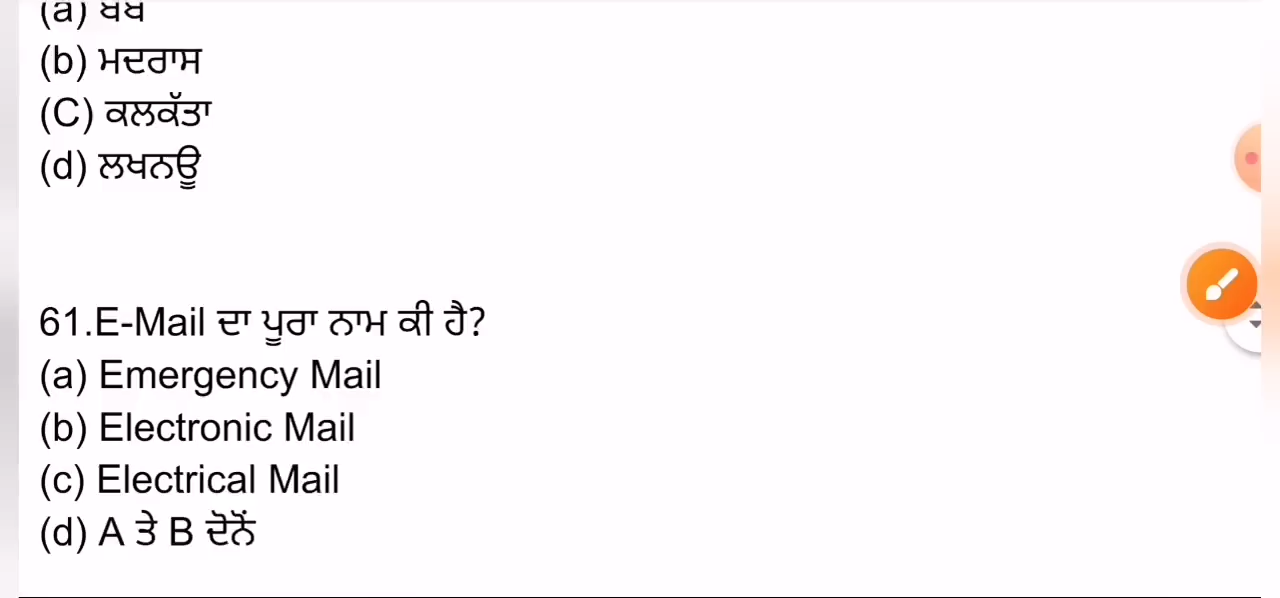 (a)
(b) ਮਦਰਾਸ
(C) ਕਲਕੱਤਾ
(d) ਲਖਨਊ
61.E-Mail ਦਾ ਪੂਰਾ ਨਾਮ ਕੀ ਹੈ?
(a) Emergency Mail
(b) Electronic Mail
(c) Electrical Mail
(d) A ਤੇ B ਦੋਨੋਂ